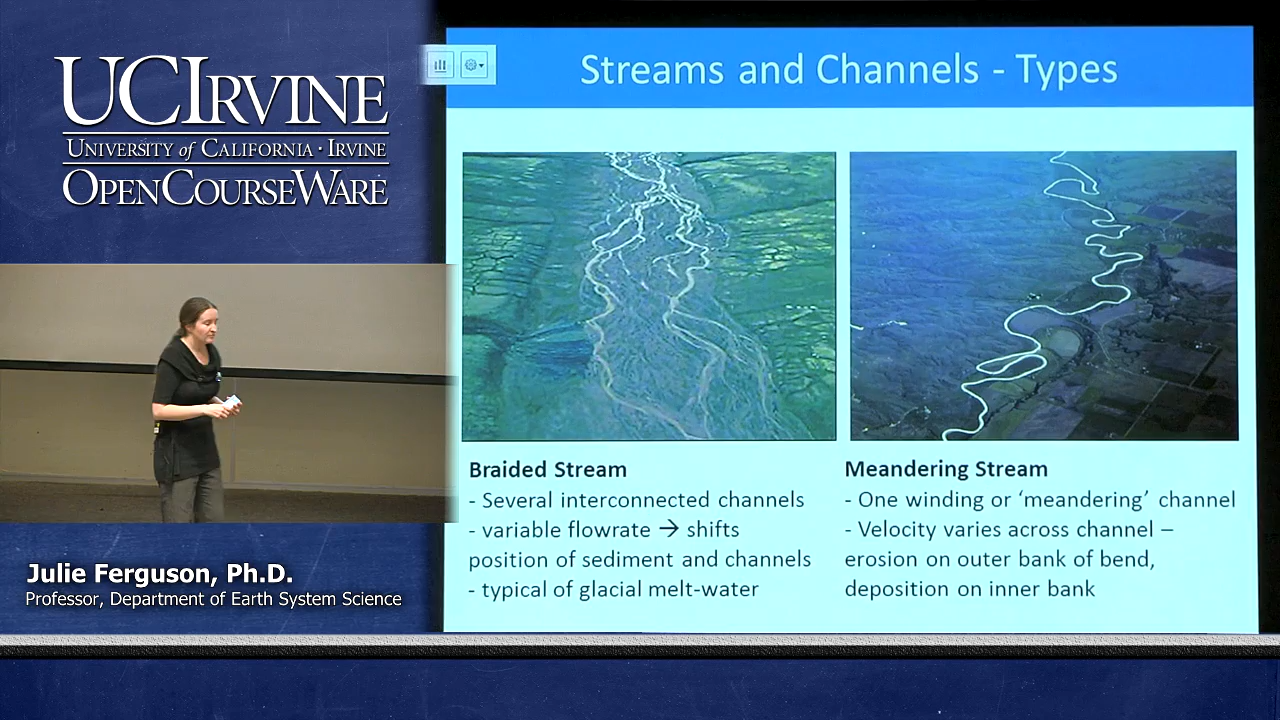 UCIRVINE
UNIVERSITY of CALIFORNIA · IRVINE
OPENCOURSEWARE
Streams and Channels - Types
Braided Stream
- Several interconnected channels
- variable flowrate → shifts
position of sediment and channels
- typical of glacial melt-water
Meandering Stream
- One winding or ‘meandering’ channel
- Velocity varies across channel –
erosion on outer bank of bend,
deposition on inner bank
Julie Ferguson, Ph.D.
Professor, Department of Earth System Science